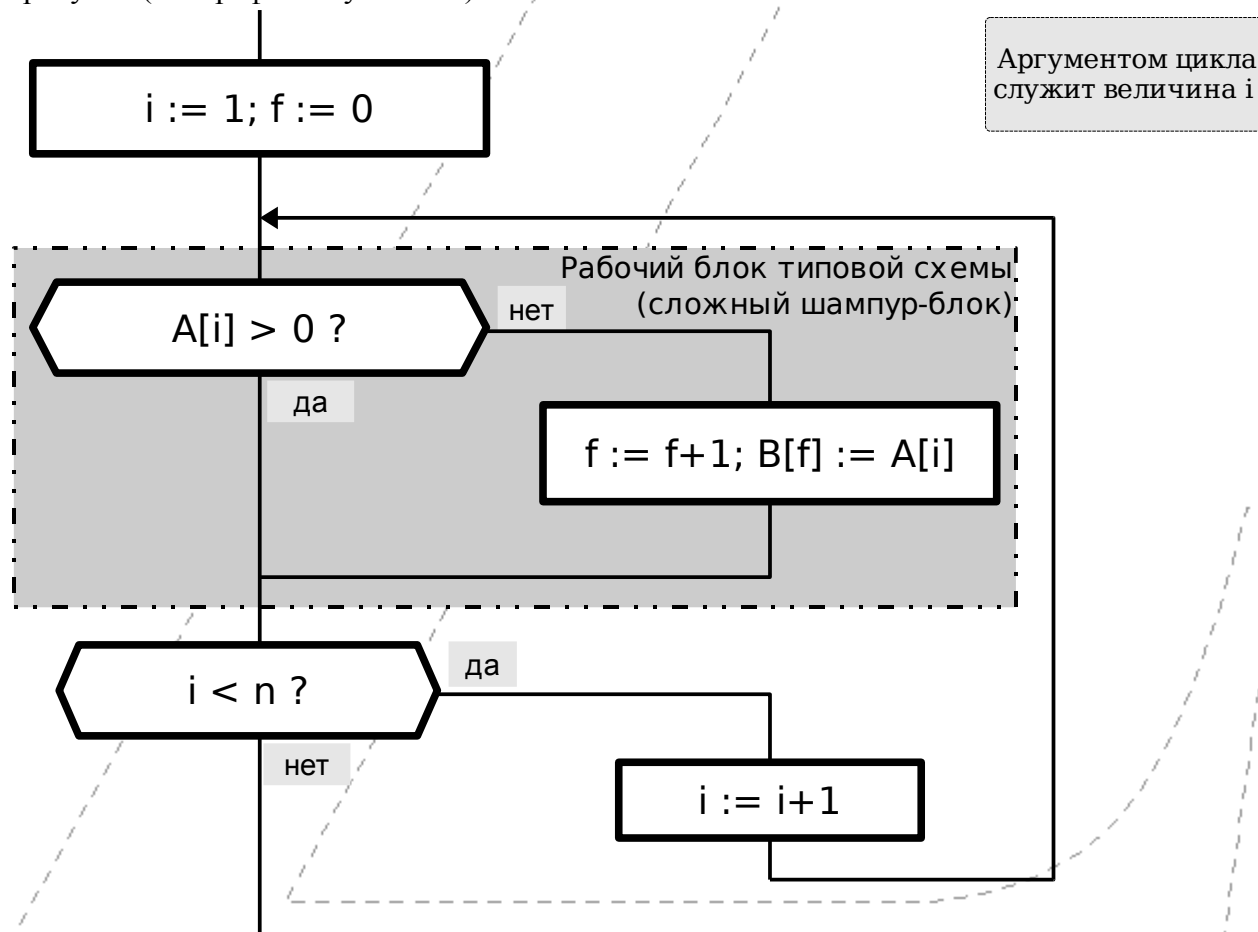 Аргументом цикла
служит величина i
i := 1; f := 0
Рабочий блок типовой схемы
(сложный шампур-блок)
A[i] > 0 ?
нет
да
f := f+1; B[f] := A[i]
i < n ?
да
нет
i := i+1